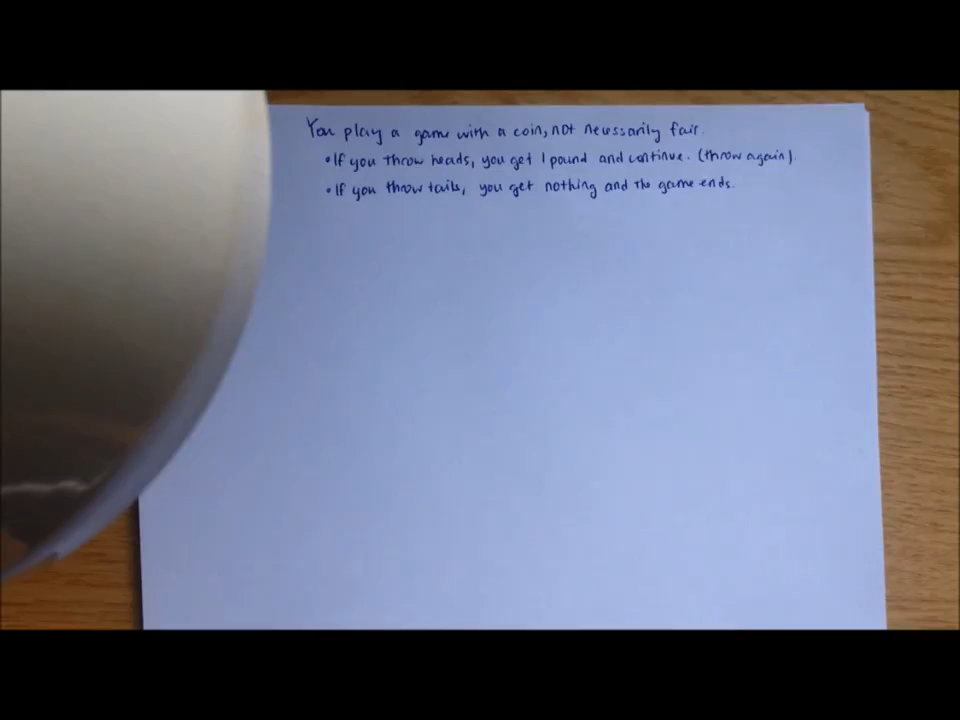 You play a game with a coin, not necessarily fair.
• If you throw heads, you get 1 pound and continue. (throw again).
• If you throw tails, you get nothing and the game ends.